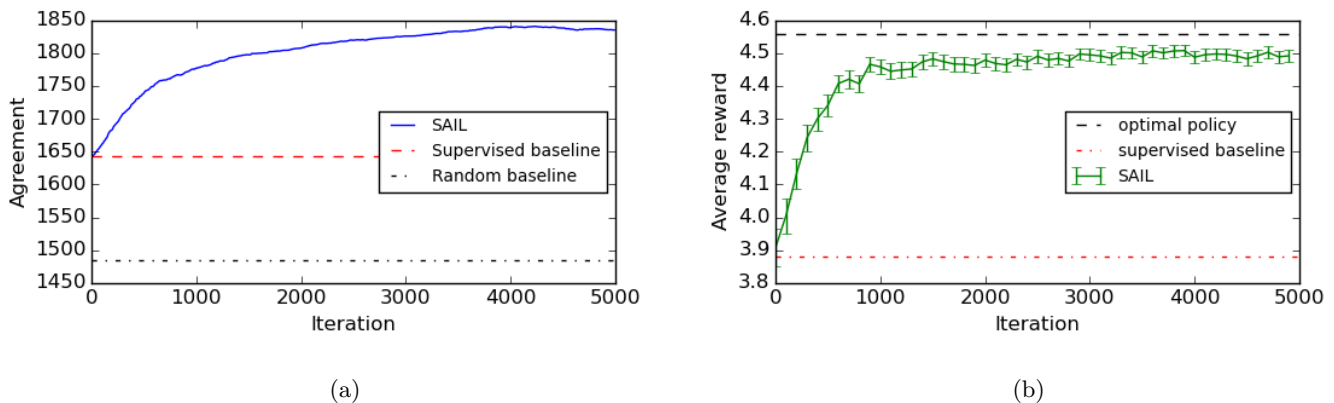 1850
1800
1750
1700
1650
1600
1550
1500
1450
Agreement
SAIL
Supervised baseline
Random baseline
0 1000 2000 3000 4000 5000
Iteration
(a)
4.6
4.5
4.4
4.3
4.2
4.1
4.0
3.9
3.8
Average reward
optimal policy
supervised baseline
SAIL
0 1000 2000 3000 4000 5000
Iteration
(b)